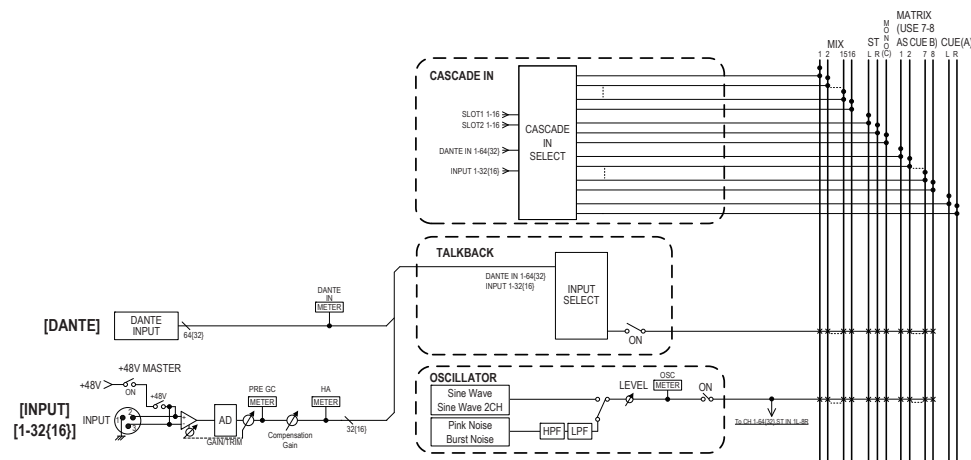 MATRIX
(USE 7-8
AS CUE B)
MIX
ST
MONO
(C)
CUE(A)
1 2 15 16
L R
1 2 7 8
L R
CASCADE IN
SLOT1 1-16
SLOT2 1-16
DANTE IN 1-64{32}
INPUT 1-32{16}
CASCADE
IN
SELECT
TALKBACK
DANTE IN 1-64{32}
INPUT 1-32{16}
INPUT
SELECT
ON
[DANTE]
DANTE
INPUT
64{32}
DANTE
IN
METER
+48V MASTER
+48V
ON
+48V
[INPUT]
[1-32{16}]
INPUT
1
2
3
+
-
AD
GAIN/TRIM
PRE GC
METER
Compensation
Gain
HA
METER
32{16}
OSCILLATOR
Sine Wave
Sine Wave 2CH
Pink Noise
Burst Noise
HPF
LPF
LEVEL
OSC
METER
ON
To CH 1-64{32},ST IN 1L-8R